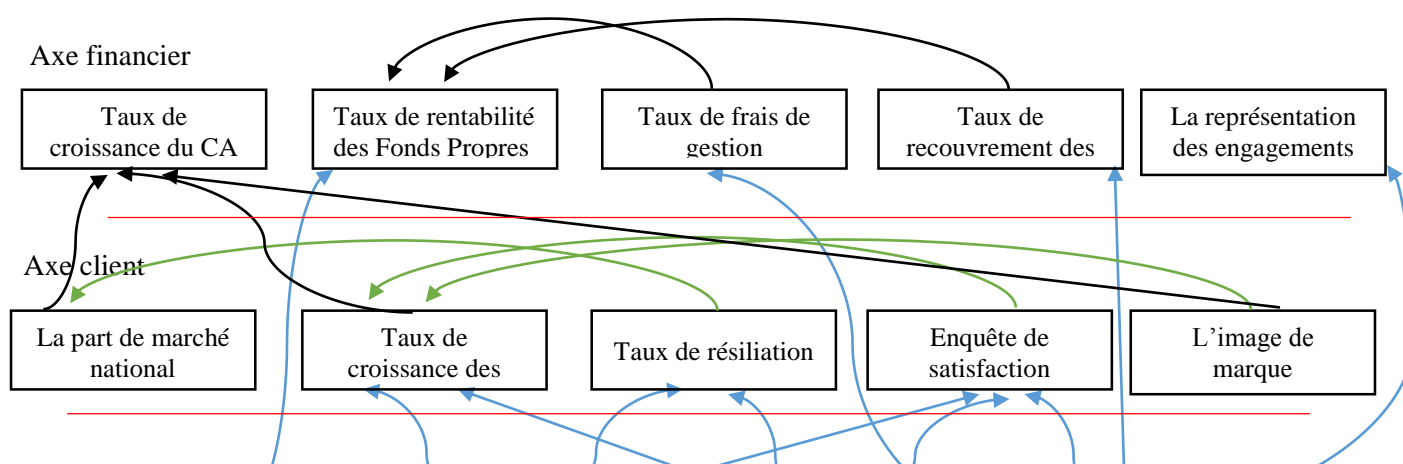 Axe financier
Taux de
croissance du CA
Taux de rentabilité
des Fonds Propres
Taux de frais de
gestion
Taux de
recouvrement des
La représentation
des engagements
Axe client
La part de marché
national
Taux de
croissance des
Taux de résiliation
Enquête de
satisfaction
L’image de
marque